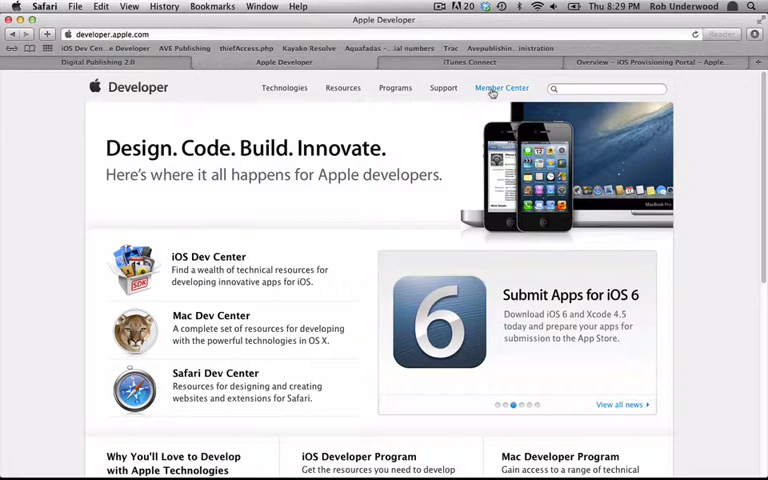 Safari File Edit View History Bookmarks Window Help
20
Thu 8:29 PM Rob Underwood
Apple Developer
developer.apple.com
Reader
iOS Dev Cen...e Developer AVE Publishing thiefAccess.php Kayako Resolve Aquafadas -...ial numbers Trac Avepublishin...inistration
Digital Publishing 2.0 Apple Developer iTunes Connect Overview – iOS Provisioning Portal – Apple...
Developer
Technologies Resources Programs Support Member Center
Design. Code. Build. Innovate.
Here's where it all happens for Apple developers.
MacBook Pro
iOS Dev Center
Find a wealth of technical resources for
developing innovative apps for iOS.
SDK
Mac Dev Center
A complete set of resources for developing
with the powerful technologies in OS X.
Safari Dev Center
Resources for designing and creating
websites and extensions for Safari.
6
Submit Apps for iOS 6
Download iOS 6 and Xcode 4.5
today and prepare your apps for
submission to the App Store.
View all news
Why You'll Love to Develop
with Apple Technologies
iOS Developer Program
Get the resources you need to develop
Mac Developer Program
Gain access to a range of technical